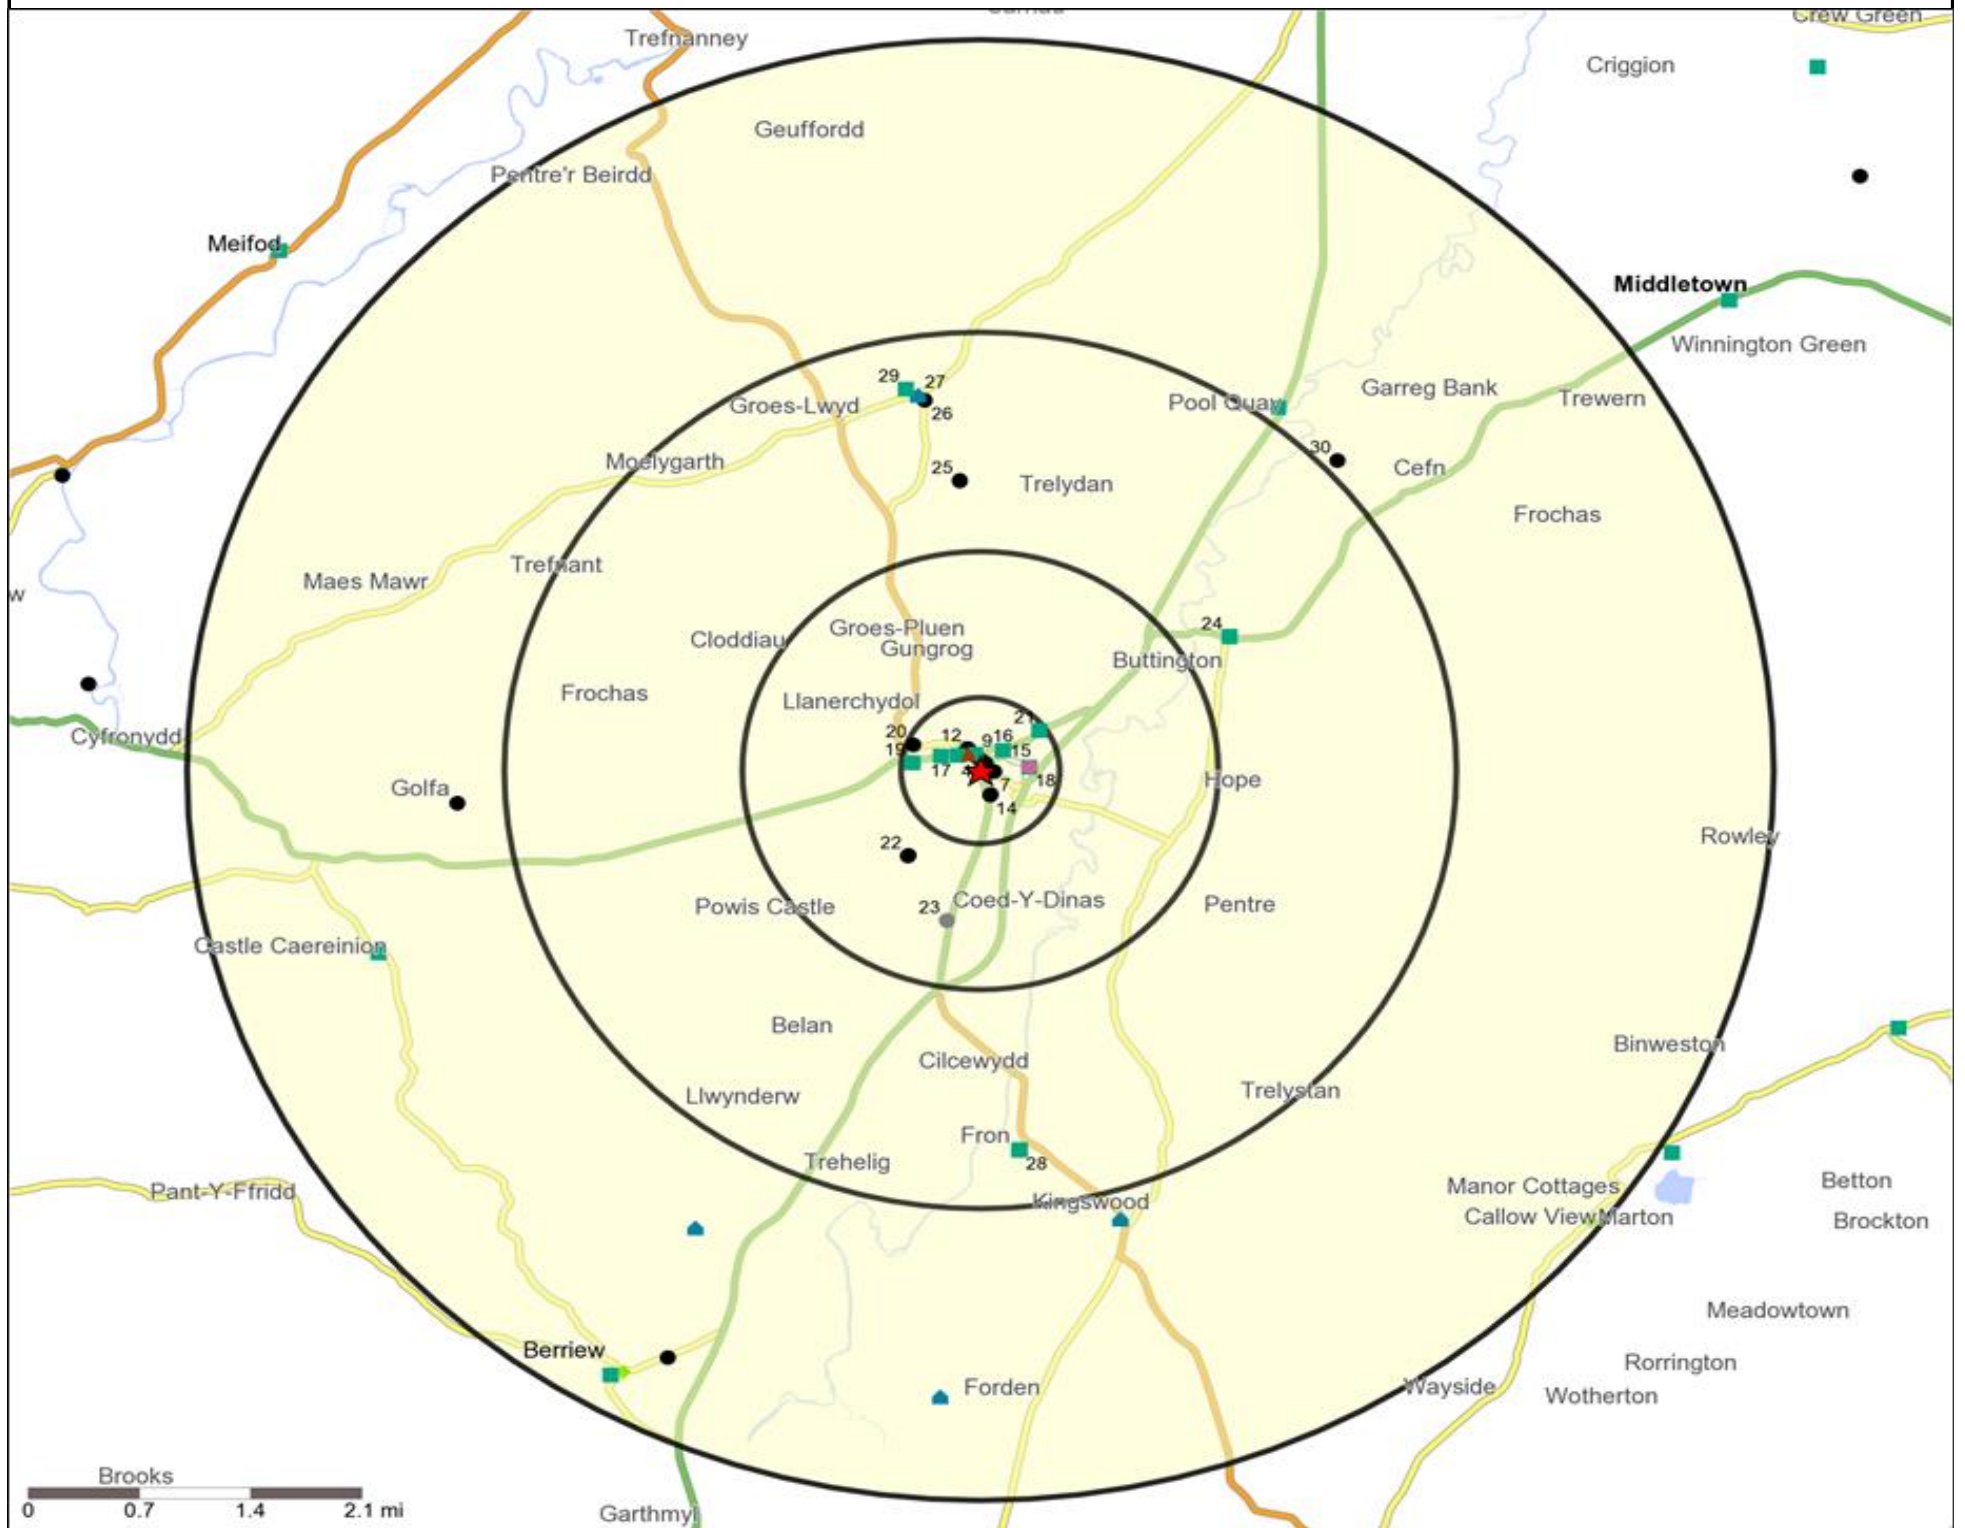 Crew Green
Trefnanney
Criggion
Geuffordd
Pentre'r Beirdd
Meifod
Middletown
Winnington Green
29
27
Garreg Bank
Groes-Lwyd
26
Pool Quay
Trewern
30
Moelygarth
25
Trelydan
Cefn
Frochas
Trefnant
Maes Mawr
w
24
Cloddiau
Groes-Pluen
Gungrog
Buttington
Frochas
Llanerchydol
21
Cyfronydd
20
12
9
16
19
15
17
4
18
Golfa
7
Hope
14
22
Rowley
Powis Castle
23
Coed-Y-Dinas
Pentre
Castle Caereinion
Belan
Binweston
Cilcewydd
Llwynderw
Trelystan
Fron
Trehelig
28
Pant-Y-Ffridd
Kingswood
Manor Cottages
Betton
Callow View
Marton
Brockton
Meadowtown
Berriew
Rorrington
Forden
Wayside
Wotherton
Brooks
0 0.7 1.4 2.1 mi
Garthmyl